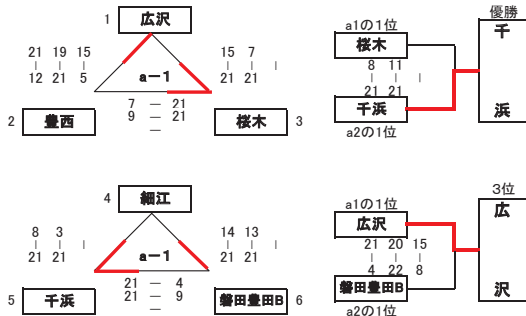 1 広沢
21 19 15
| | |
12 21 5
15 7
| | |
21 21
a－1
7 — 21
9 — 21
—
2 豊西
桜木 3
4 細江
8 3
| | |
21 21
14 13
| | |
21 21
a－1
21 — 4
21 — 9
—
5 千浜
磐田豊田B 6
a1の1位
桜木
8 11
| | |
21 21
千浜
a2の1位
優勝
千
浜
a1の1位
広沢
21 20 15
| | |
4 22 8
磐田豊田B
a2の1位
3位
広
沢